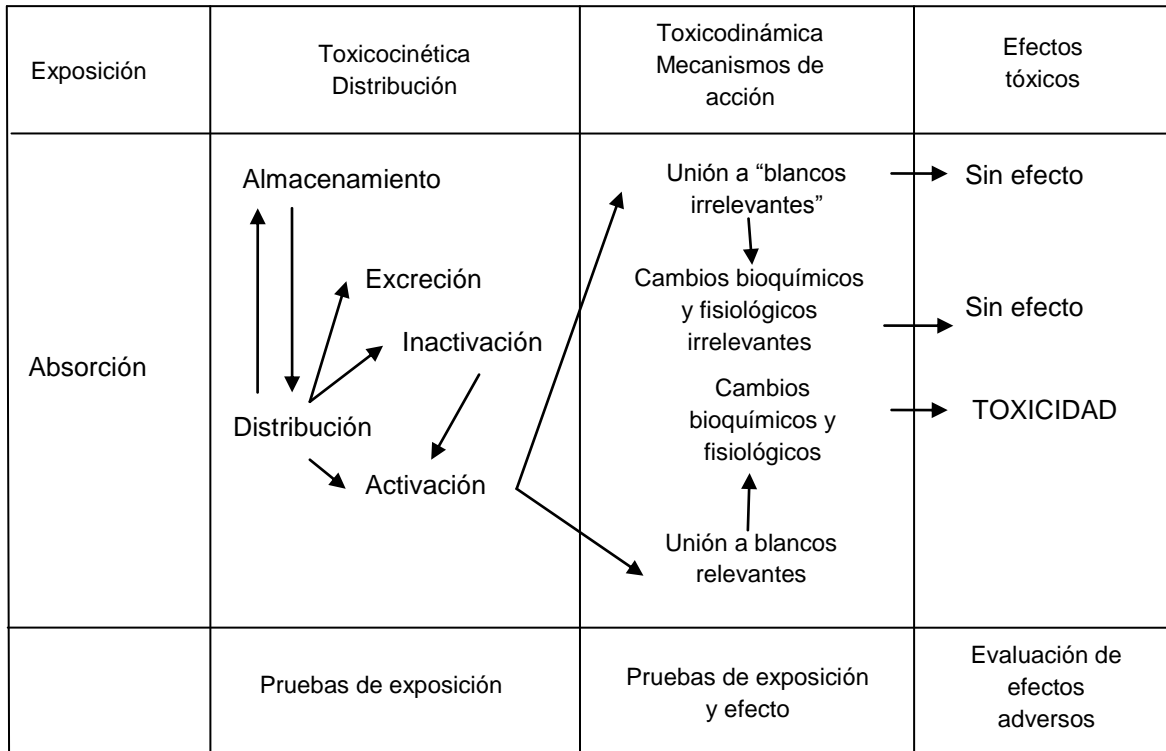 Exposición
Toxicocinética
Distribución
Toxicodinámica
Mecanismos de
acción
Efectos
tóxicos
Absorción
Almacenamiento
Excreción
Inactivación
Distribución
Activación
Unión a “blancos
irrelevantes”
Cambios bioquímicos
y fisiológicos
irrelevantes
Cambios
bioquímicos y
fisiológicos
Unión a blancos
relevantes
Sin efecto
Sin efecto
TOXICIDAD
Pruebas de exposición
Pruebas de exposición
y efecto
Evaluación de
efectos
adversos